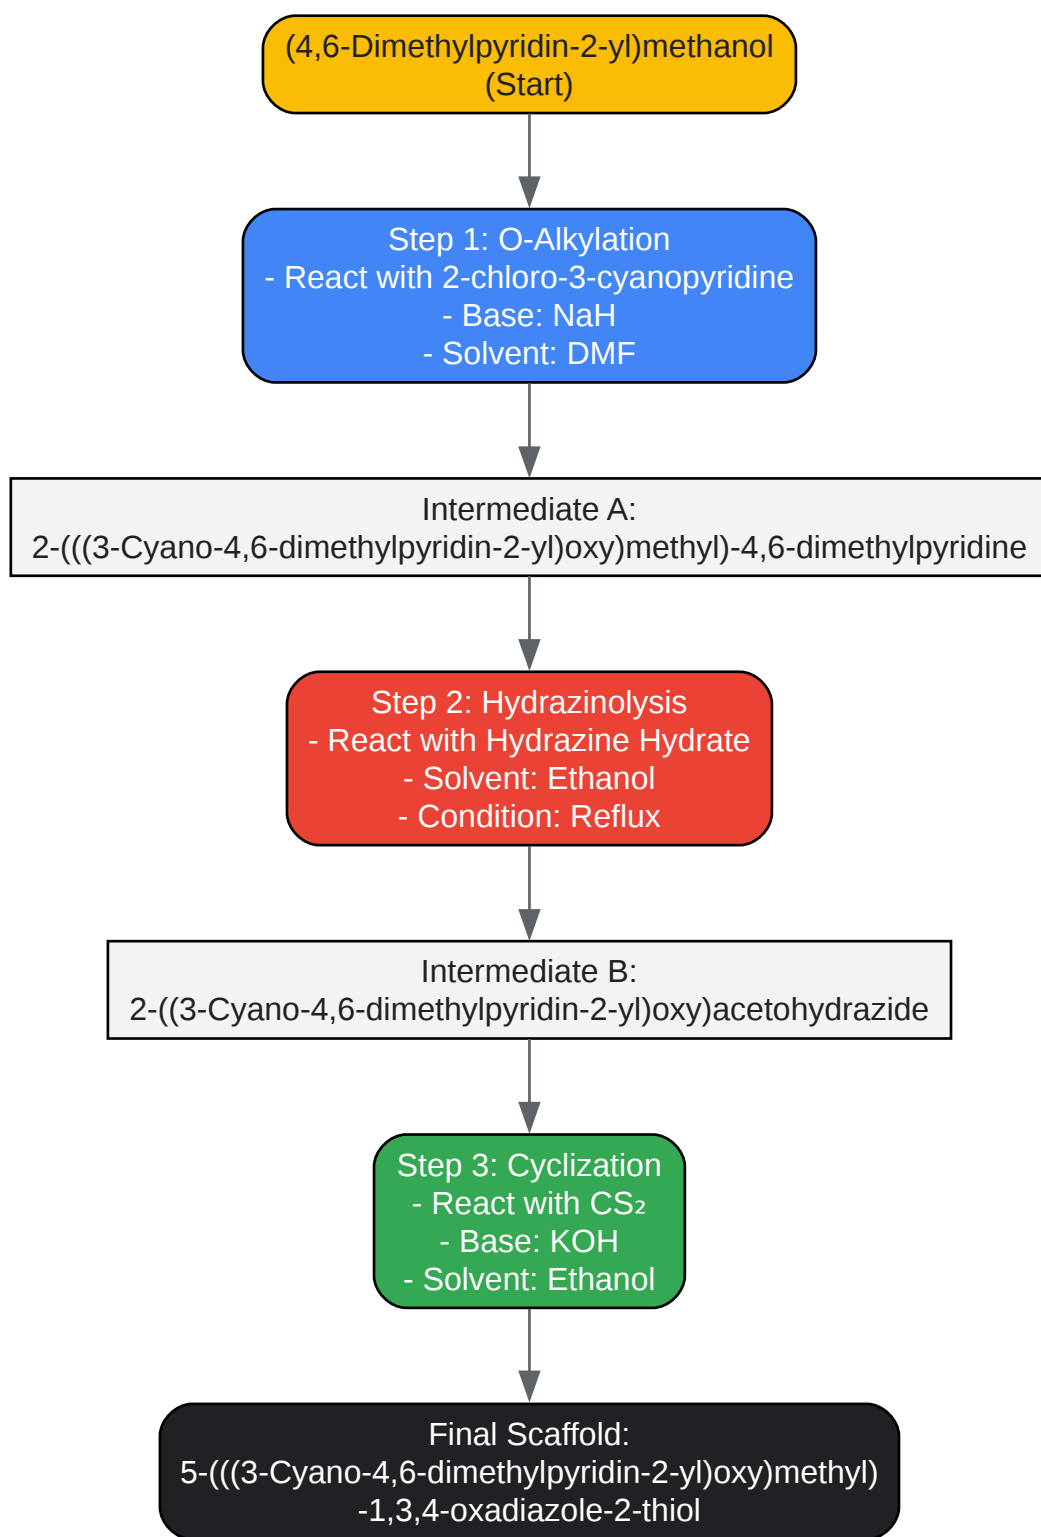 (4,6-Dimethylpyridin-2-yl)methanol
(Start)
Step 1: O-Alkylation
- React with 2-chloro-3-cyanopyridine
- Base: NaH
- Solvent: DMF
Intermediate A:
2-(((3-Cyano-4,6-dimethylpyridin-2-yl)oxy)methyl)-4,6-dimethylpyridine
Step 2: Hydrazinolysis
- React with Hydrazine Hydrate
- Solvent: Ethanol
- Condition: Reflux
Intermediate B:
2-((3-Cyano-4,6-dimethylpyridin-2-yl)oxy)acetohydrazide
Step 3: Cyclization
- React with CS₂
- Base: KOH
- Solvent: Ethanol
Final Scaffold:
5-(((3-Cyano-4,6-dimethylpyridin-2-yl)oxy)methyl)
-1,3,4-oxadiazole-2-thiol